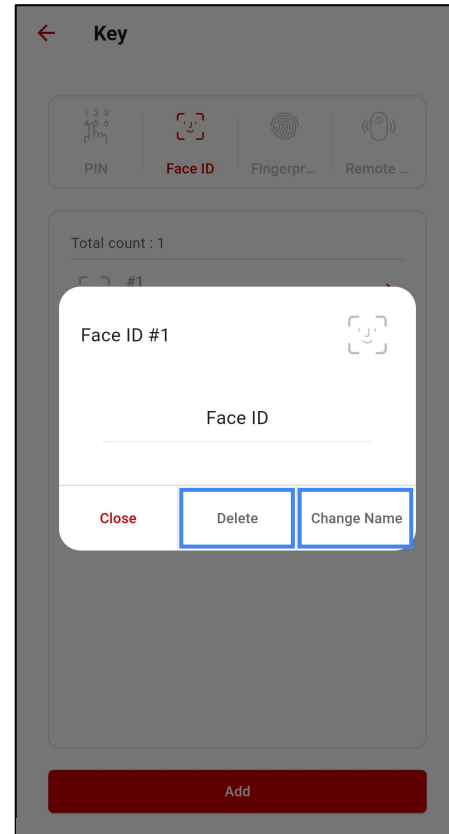 Key
1 2 3
4 5 6
PIN
Face ID
Fingerpr...
Remote ...
Total count : 1
#1
Face ID #1
Face ID
Close
Delete
Change Name
Add